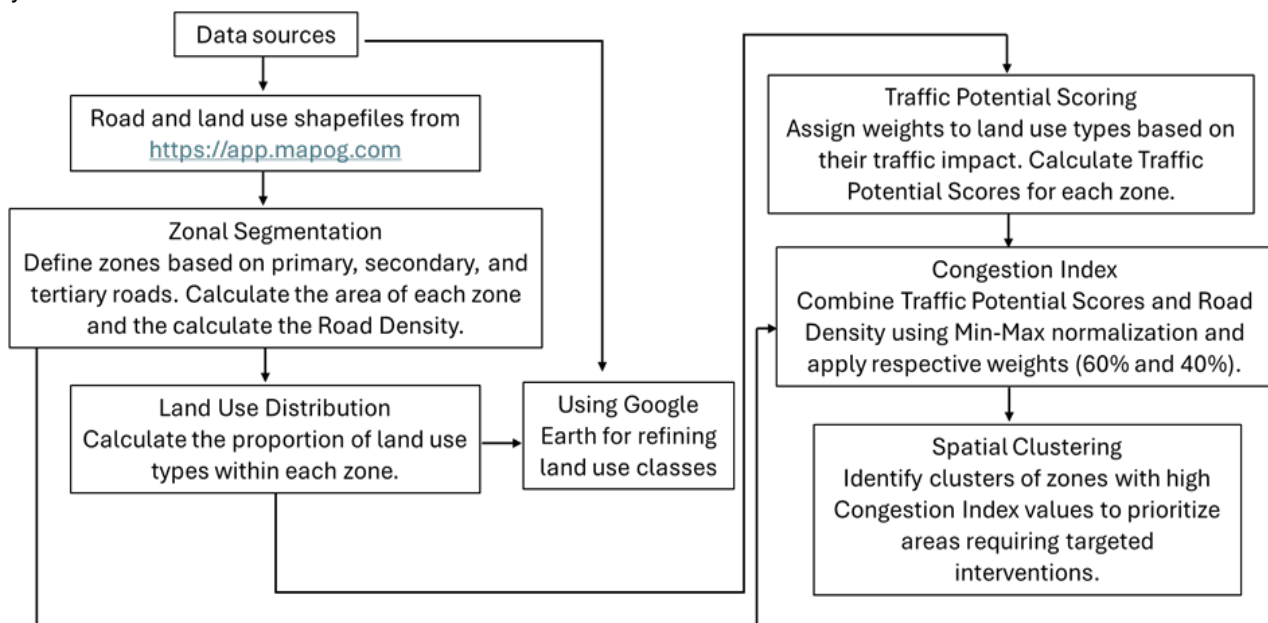 Data sources
Road and land use shapefiles from
https://app.mapog.com
Zonal Segmentation
Define zones based on primary, secondary, and
tertiary roads. Calculate the area of each zone
and the calculate the Road Density.
Land Use Distribution
Calculate the proportion of land use
types within each zone.
Using Google
Earth for refining
land use classes
Traffic Potential Scoring
Assign weights to land use types based on
their traffic impact. Calculate Traffic
Potential Scores for each zone.
Congestion Index
Combine Traffic Potential Scores and Road
Density using Min-Max normalization and
apply respective weights (60% and 40%).
Spatial Clustering
Identify clusters of zones with high
Congestion Index values to prioritize
areas requiring targeted
interventions.